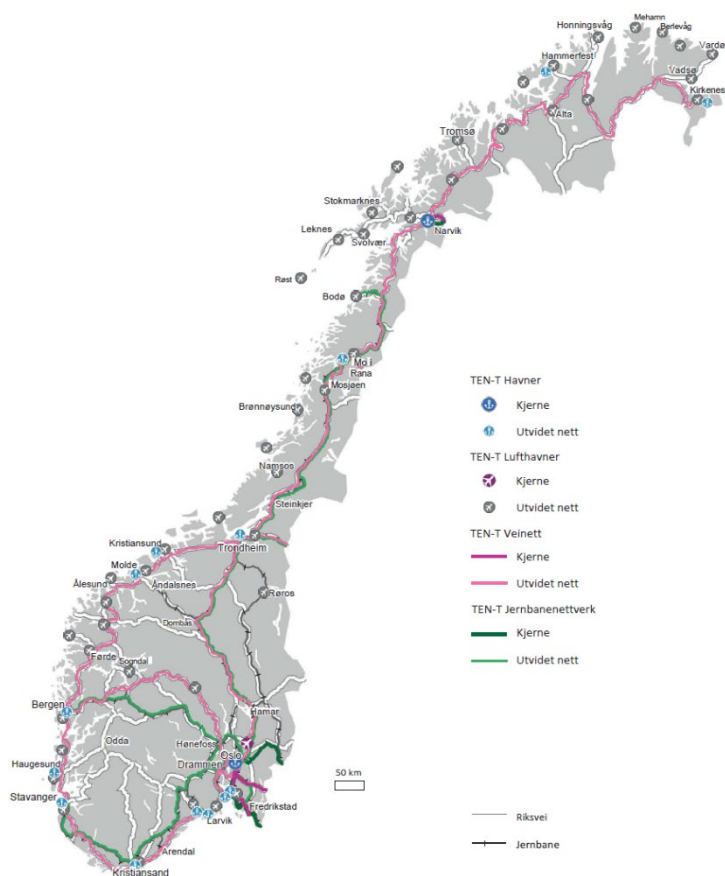 Mehamn
Honningsvåg
Berlevåg
Vardø
Hammerfest
Vadsø
Kirkenes
Alta
Tromsø
Stokmarknes
Leknes
Svolvær
Narvik
Røst
Bodø
Mo i
Rana
Mosjøen
Brønnøysund
Namsos
Steinkjer
Kristiansund
Trondheim
Molde
Åndalsnes
Ålesund
Røros
Dombås
Førde
Sogndal
Bergen
Hamar
Odda
Hønefoss
Oslo
Drammen
Haugesund
Stavanger
Fredrikstad
Larvik
Arendal
Kristiansand
50 km
TEN-T Havner
Kjerne
Utvidet nett
TEN-T Lufthavner
Kjerne
Utvidet nett
TEN-T Veinett
Kjerne
Utvidet nett
TEN-T Jernbanenettverk
Kjerne
Utvidet nett
Riksvei
Jernbane